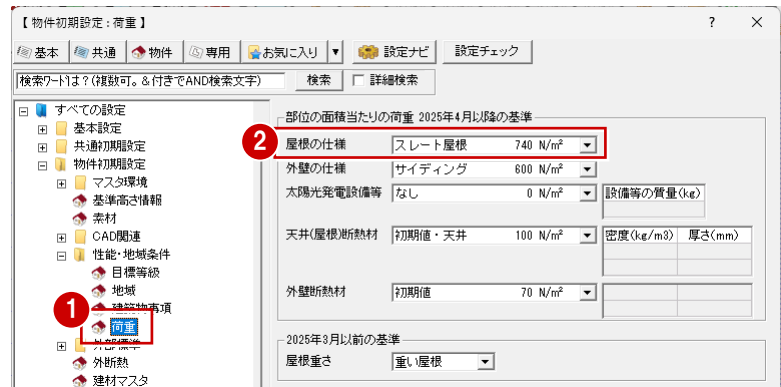 【 物件初期設定 : 荷重 】 ? ×
基本 共通 物件 専用 お気に入り ▼ 設定ナビ 設定チェック
検索ワードは？(複数可。&付きでAND検索文字) 検索 詳細検索
すべての設定
基本設定
共通初期設定
物件初期設定
マスタ環境
基準高さ情報
素材
CAD関連
性能・地域条件
目標等級
地域
建築物事項
1
荷重
外部標準
外断熱
建材マスタ
部位の面積当たりの荷重 2025年4月以降の基準
2
屋根の仕様 スレート屋根 740 N/m²
外壁の仕様 サイディング 600 N/m²
太陽光発電設備等 なし 0 N/m² 設備等の質量(kg)
天井(屋根)断熱材 初期値・天井 100 N/m² 密度(kg/m3) 厚さ(mm)
外壁断熱材 初期値 70 N/m²
2025年3月以前の基準
屋根重さ 重い屋根